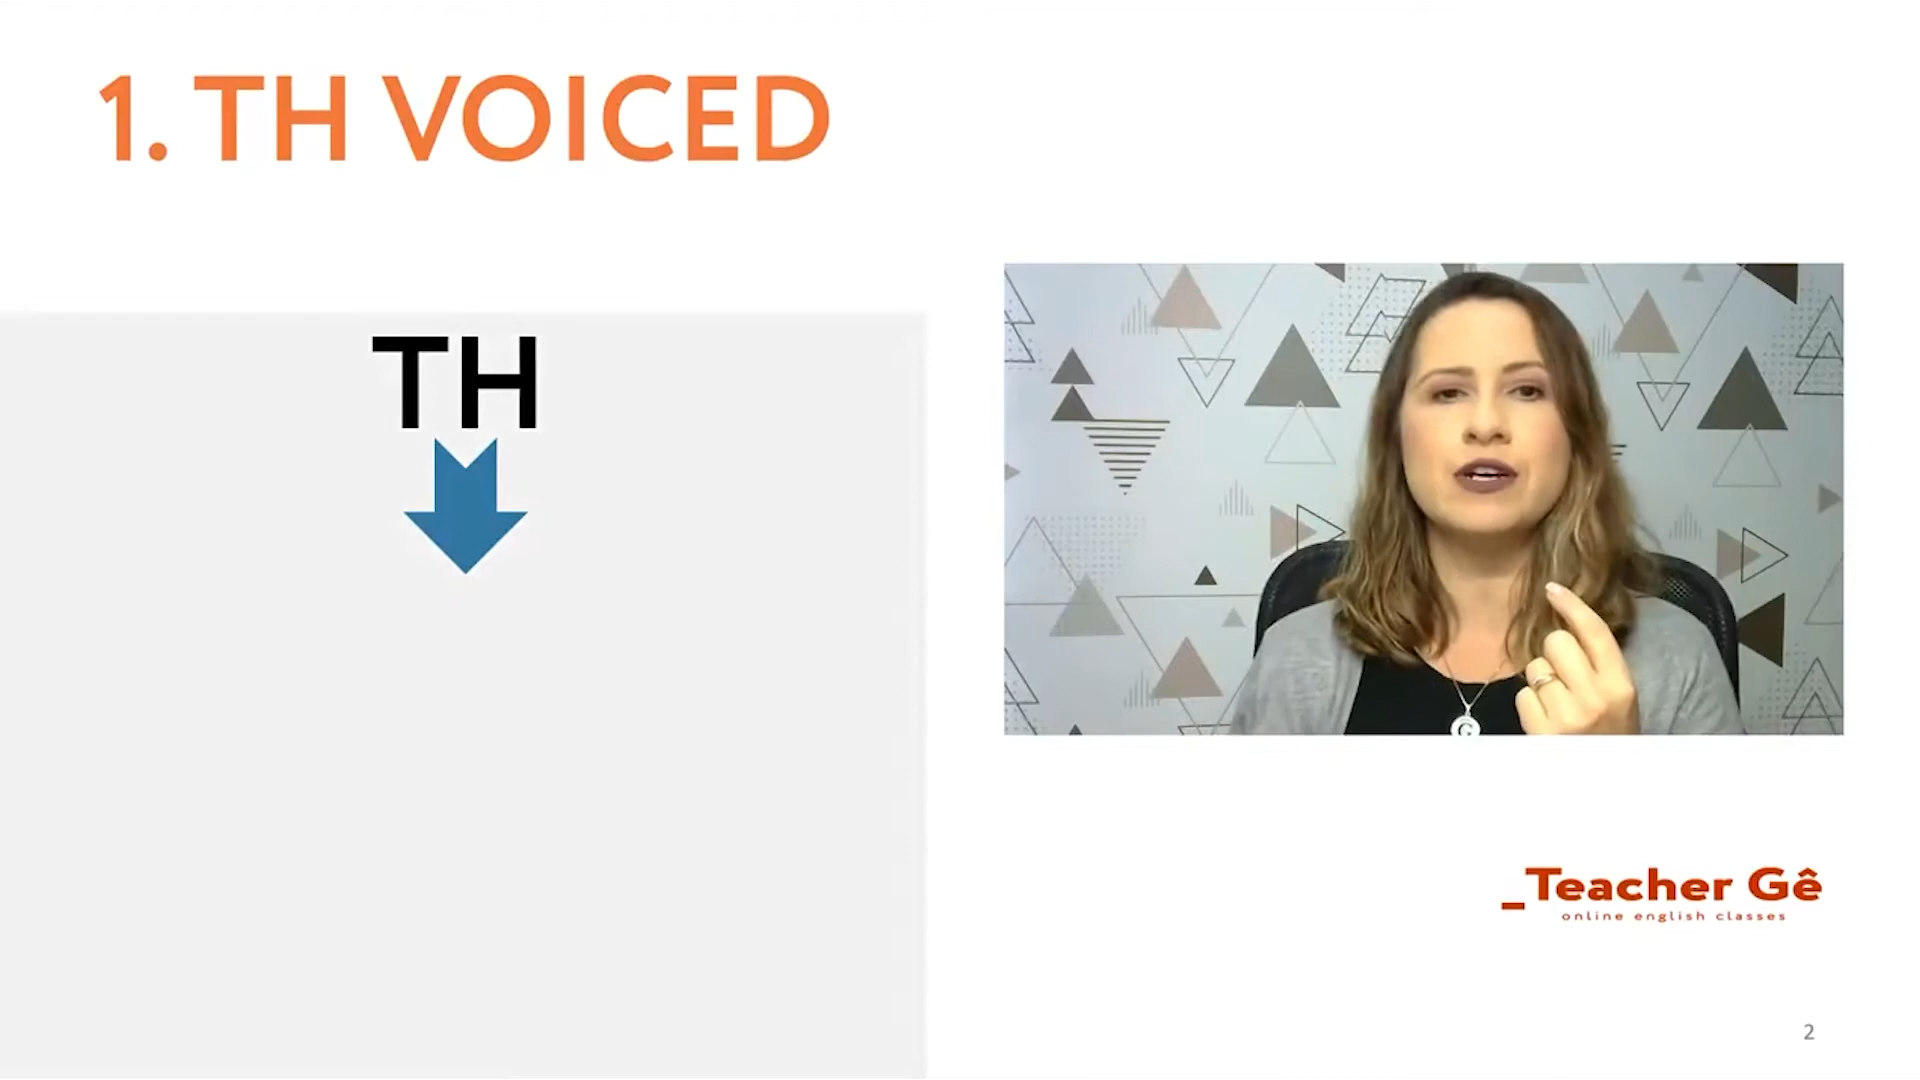 1. TH VOICED
TH
G
_Teacher Gê
online english classes
2